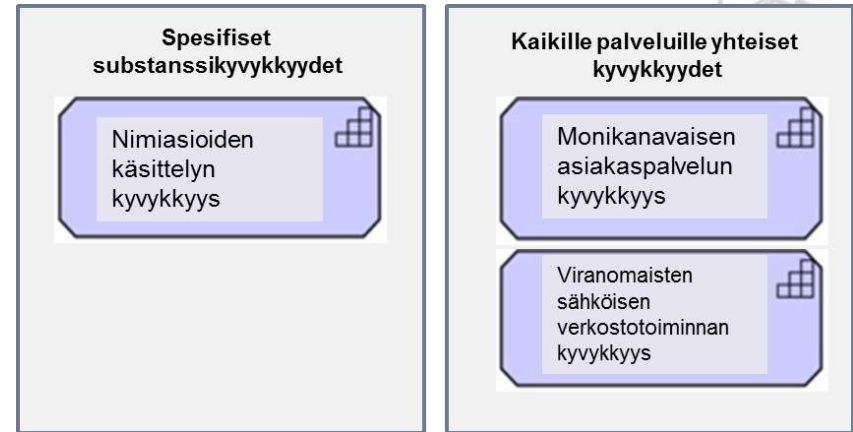 Spesifiset
substanssikyvykkyydet
Nimiasioiden
käsittelyn
kyvykkyys
Kaikille palveluille yhteiset
kyvykkyydet
Monikanavaisen
asiakaspalvelun
kyvykkyys
Viranomaisten
sähköisen
verkostotoiminnan
kyvykkyys